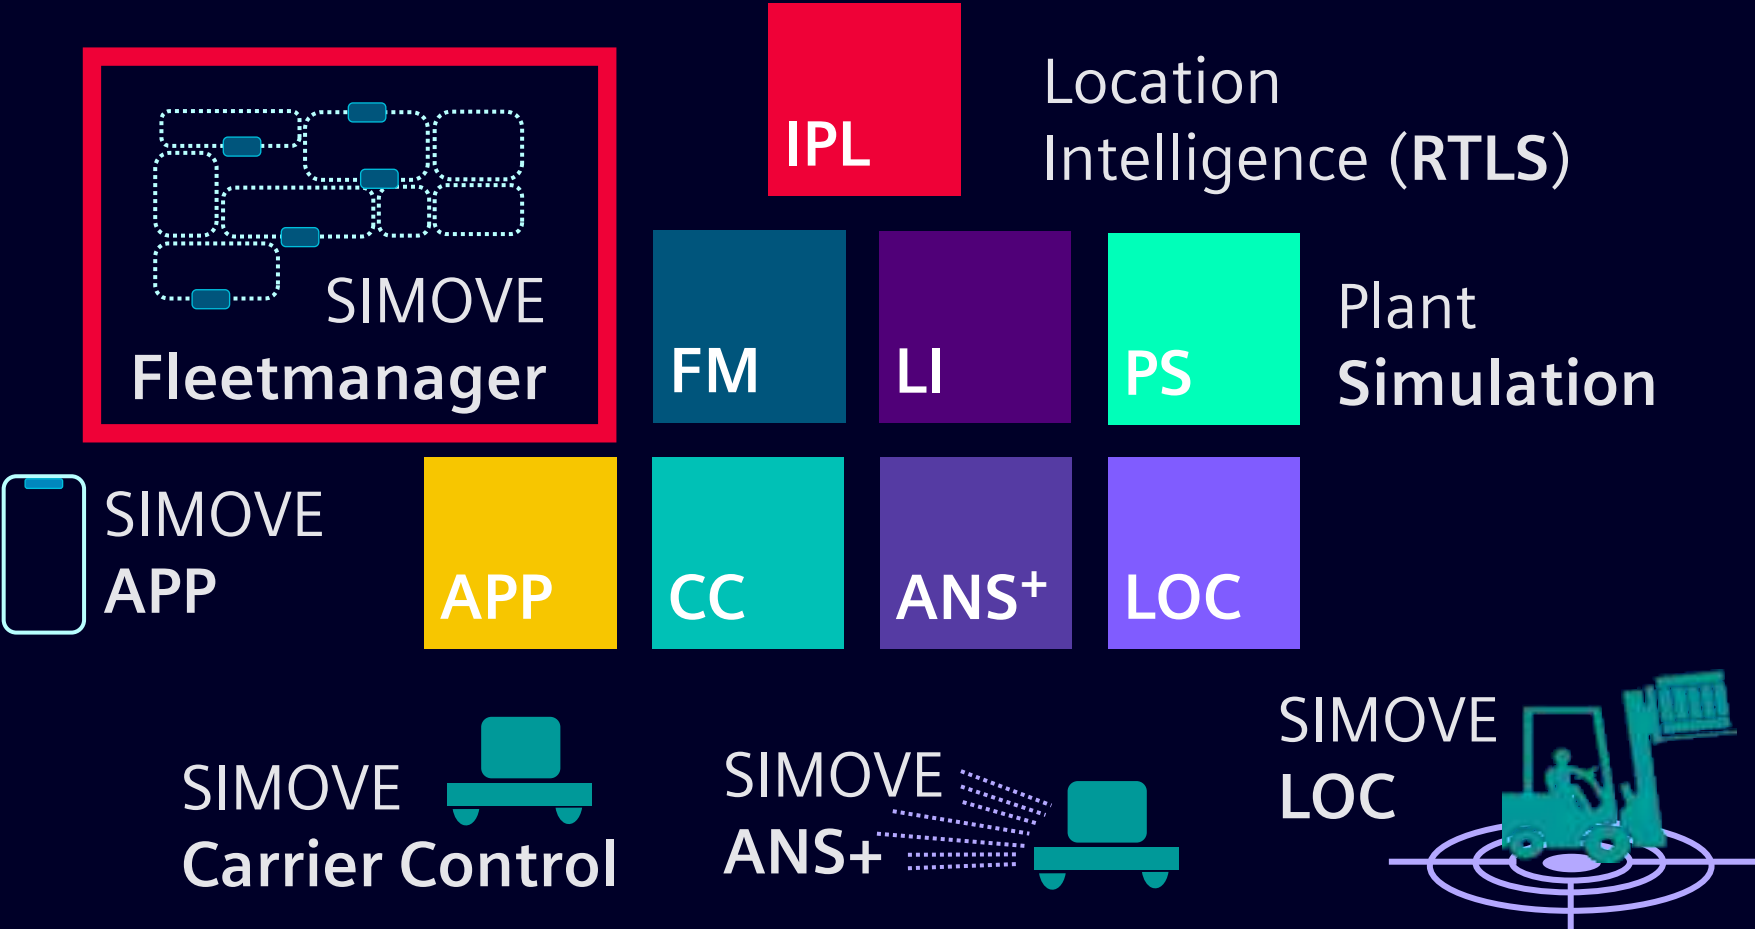 IPL
Location
Intelligence (RTLS)
SIMOVE
Fleetmanager
FM
LI
PS
Plant
Simulation
SIMOVE
APP
APP
CC
ANS+
LOC
SIMOVE
Carrier Control
SIMOVE
ANS+
SIMOVE
LOC